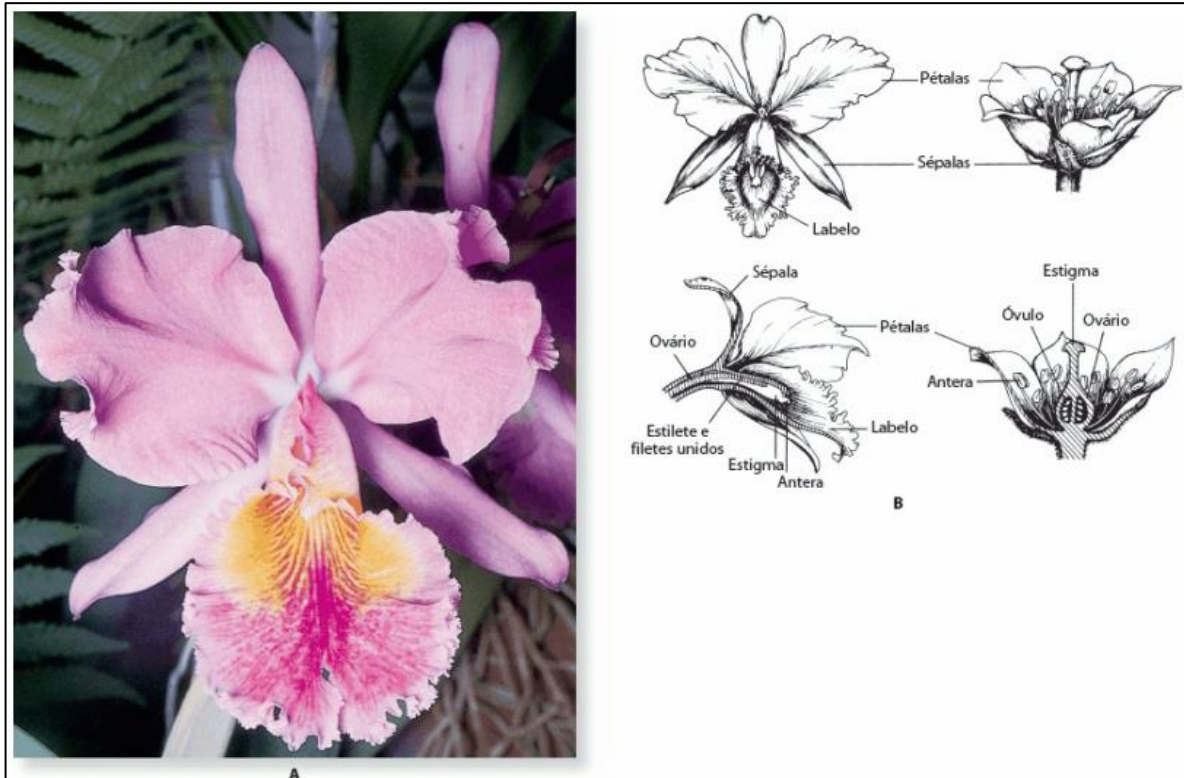 Pétalas
Sépalas
Labelo
Sépala
Estigma
Óvulo
Ovário
Pétalas
Ovário
Antera
Labelo
Estilete e
filetes unidos
Estigma
Antera
B
A